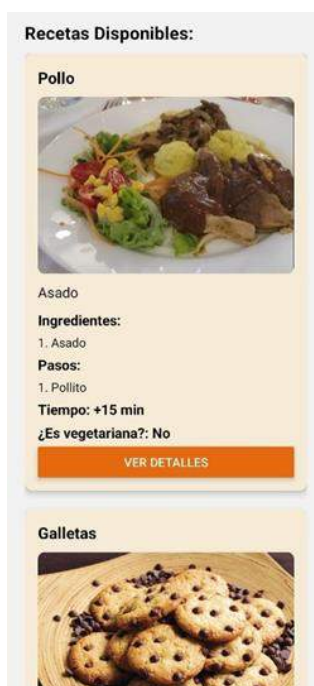 Recetas Disponibles:
Pollo
Asado
Ingredientes:
1. Asado
Pasos:
1. Pollito
Tiempo: +15 min
¿Es vegetariana?: No
VER DETALLES
Galletas